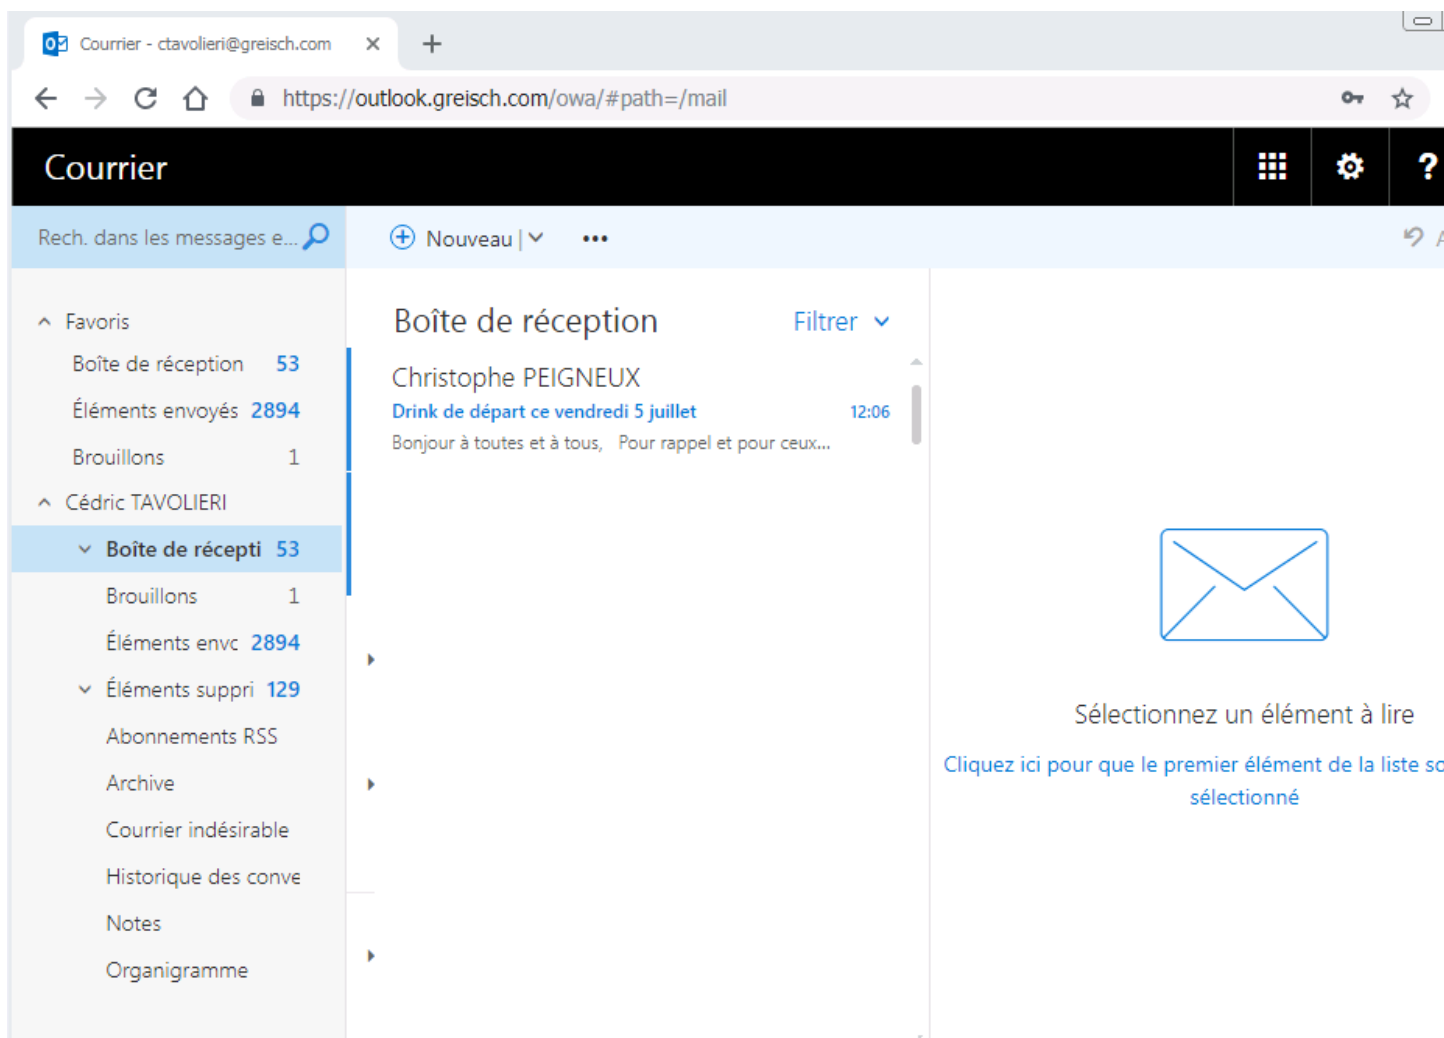 Courrier - ctavolieri@greisch.com
https://outlook.greisch.com/owa/#path=/mail
Courrier
?
Rech. dans les messages e...
Nouveau
A
Favoris
Boîte de réception 53
Éléments envoyés 2894
Brouillons 1
Cédric TAVOLIERI
Boîte de récepti 53
Brouillons 1
Éléments envc 2894
Éléments suppri 129
Abonnements RSS
Archive
Courrier indésirable
Historique des conve
Notes
Organigramme
Boîte de réception Filtrer
Christophe PEIGNEUX
Drink de départ ce vendredi 5 juillet 12:06
Bonjour à toutes et à tous, Pour rappel et pour ceux...
Sélectionnez un élément à lire
Cliquez ici pour que le premier élément de la liste so
sélectionné